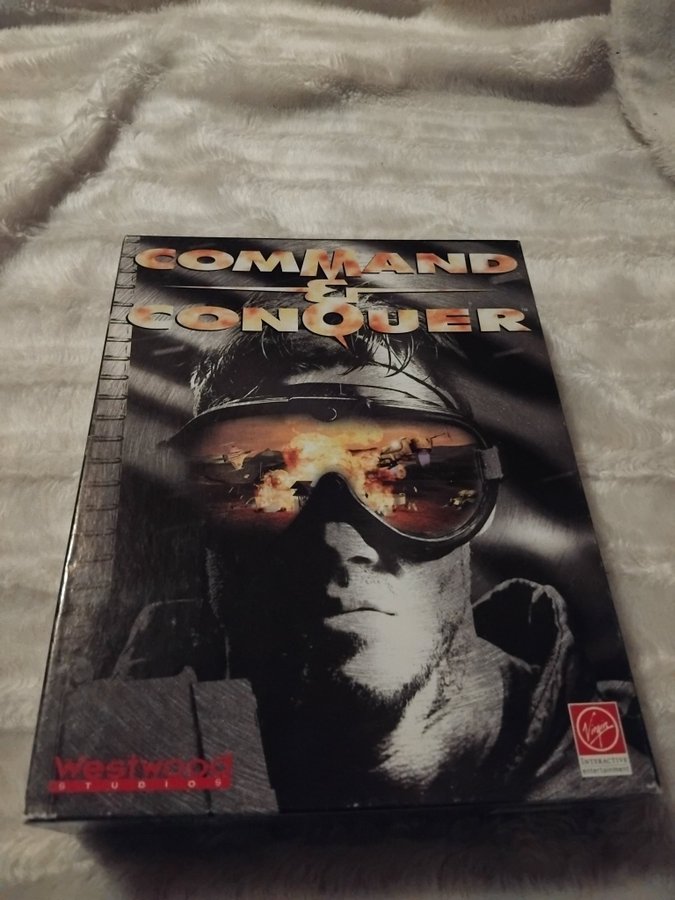 COMMAND
&
CONQUER
Westwood
STUDIOS
Virgin
INTERACTIVE
entertainment